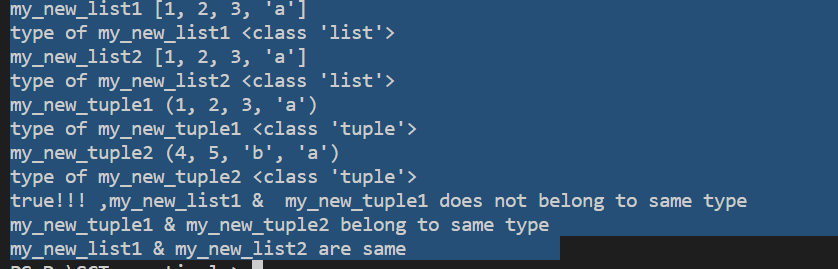 my_new_list1 [1, 2, 3, 'a']
type of my_new_list1 <class 'list'>
my_new_list2 [1, 2, 3, 'a']
type of my_new_list2 <class 'list'>
my_new_tuple1 (1, 2, 3, 'a')
type of my_new_tuple1 <class 'tuple'>
my_new_tuple2 (4, 5, 'b', 'a')
type of my_new_tuple2 <class 'tuple'>
true!!! ,my_new_list1 &  my_new_tuple1 does not belong to same type
my_new_tuple1 & my_new_tuple2 belong to same type
my_new_list1 & my_new_list2 are same